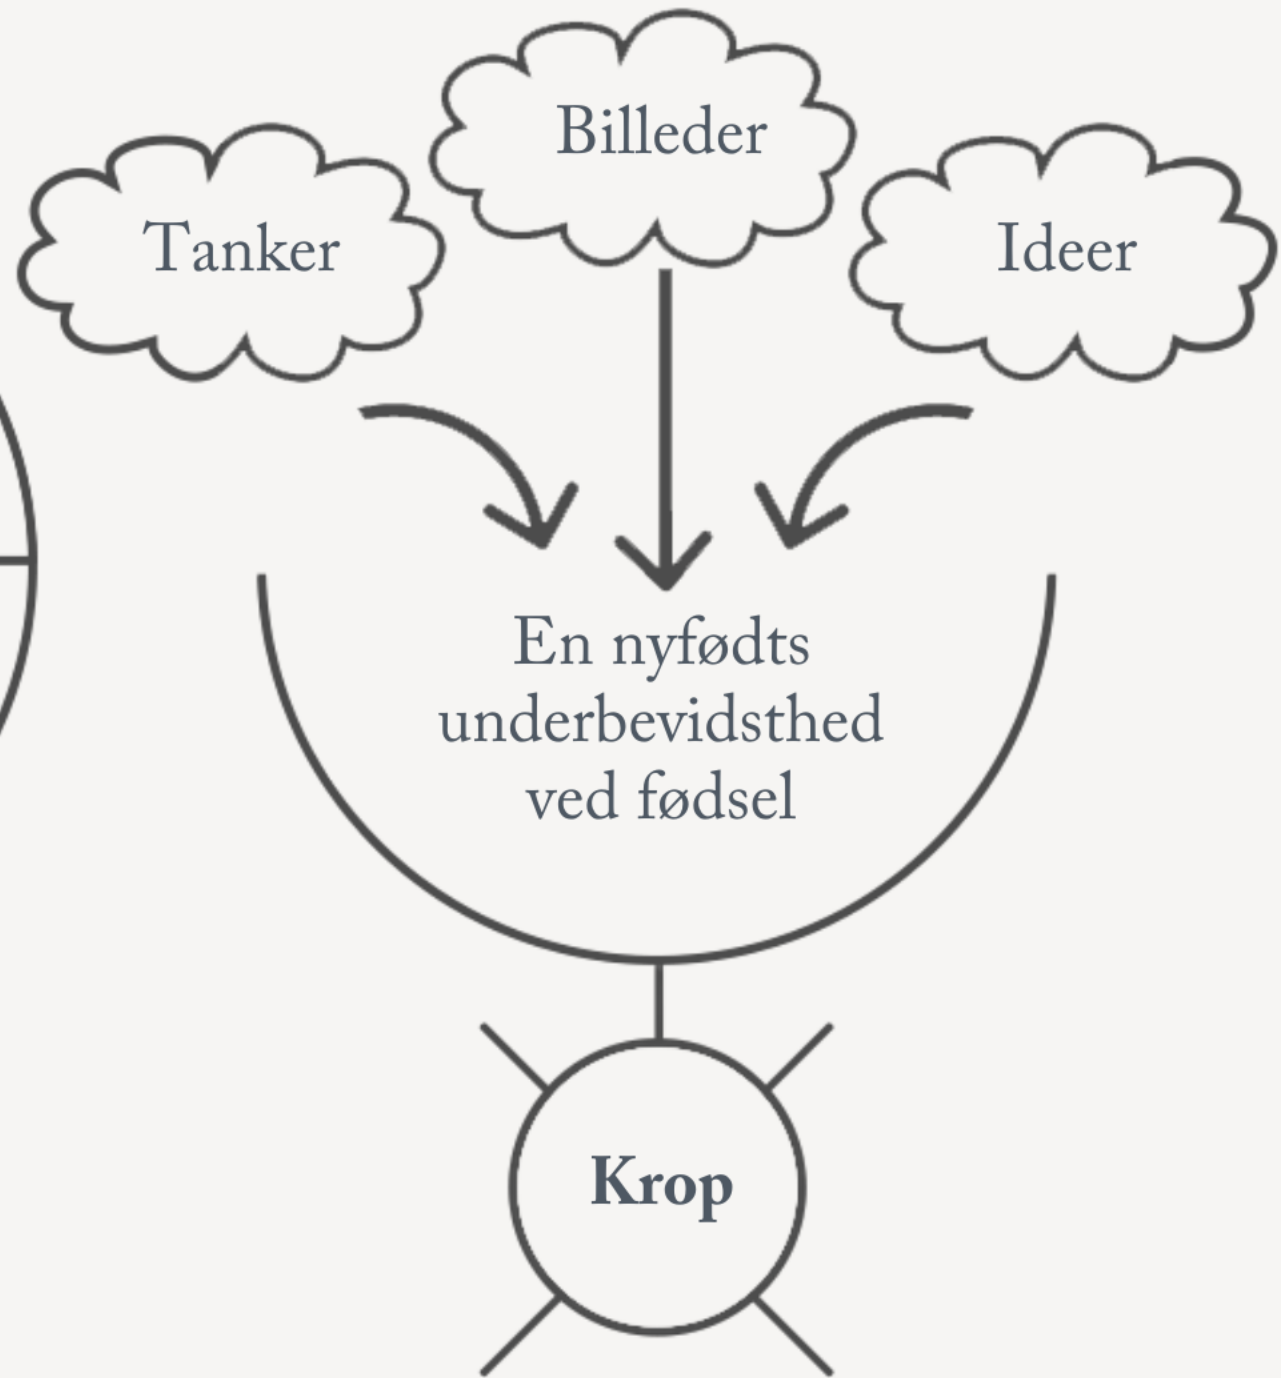 Billeder
Tanker
Ideer
En nyfødts
underbevidsthed
ved fødsel
Krop